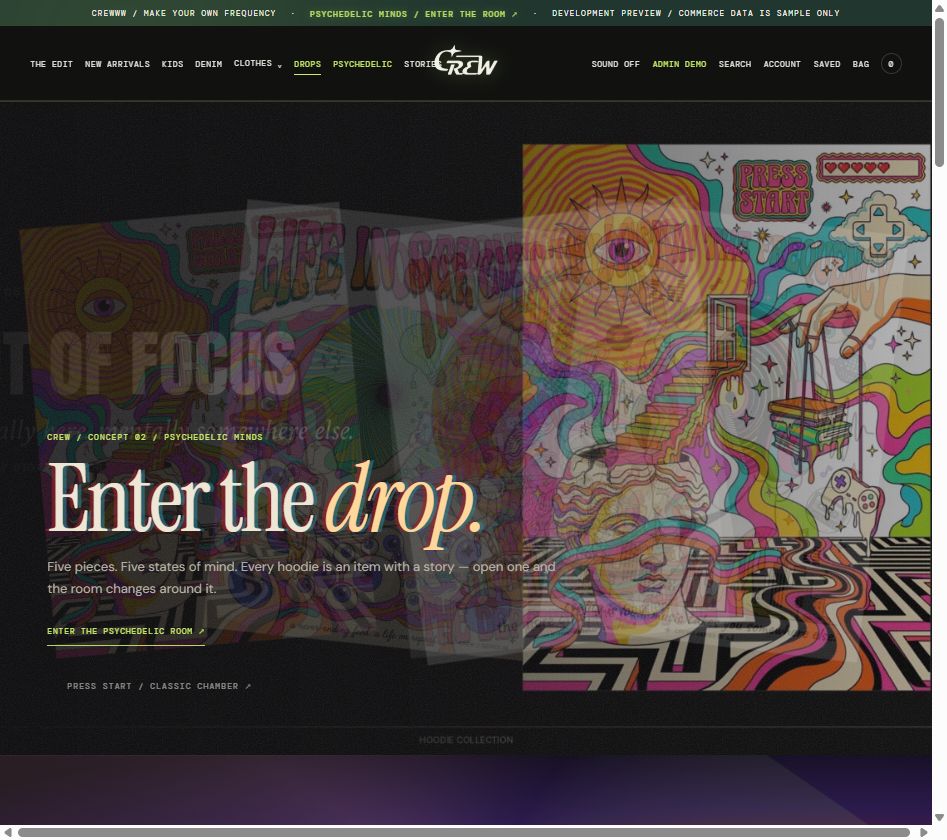 CREWWW / MAKE YOUR OWN FREQUENCY · PSYCHEDELIC MINDS / ENTER THE ROOM ↗ · DEVELOPMENT PREVIEW / COMMERCE DATA IS SAMPLE ONLY
THE EDIT NEW ARRIVALS KIDS DENIM CLOTHES ⌄ DROPS PSYCHEDELIC STORIES CREW SOUND OFF ADMIN DEMO SEARCH ACCOUNT SAVED BAG 0
PRESS START
LIFE IN
OF FOCUS
mentally somewhere else.
CREW / CONCEPT 02 / PSYCHEDELIC MINDS
Enter the drop.
Five pieces. Five states of mind. Every hoodie is an item with a story — open one and
the room changes around it.
ENTER THE PSYCHEDELIC ROOM ↗
PRESS START / CLASSIC CHAMBER ↗
HOODIE COLLECTION